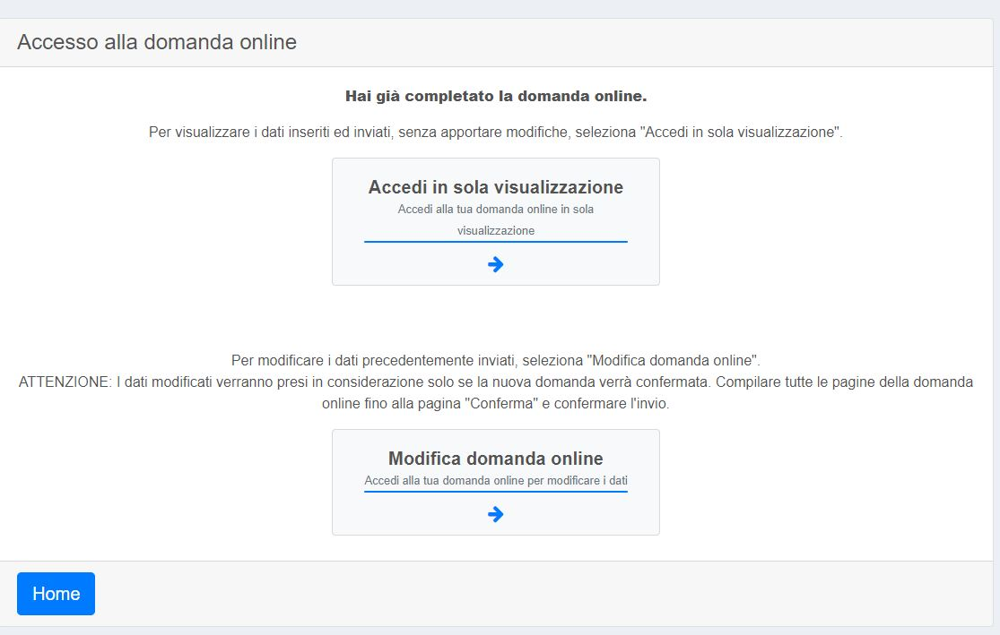 Accesso alla domanda online
Hai già completato la domanda online.
Per visualizzare i dati inseriti ed inviati, senza apportare modifiche, seleziona "Accedi in sola visualizzazione".
Accedi in sola visualizzazione
Accedi alla tua domanda online in sola
visualizzazione
Per modificare i dati precedentemente inviati, seleziona "Modifica domanda online".
ATTENZIONE: I dati modificati verranno presi in considerazione solo se la nuova domanda verrà confermata. Compilare tutte le pagine della domanda
online fino alla pagina "Conferma" e confermare l'invio.
Modifica domanda online
Accedi alla tua domanda online per modificare i dati
Home